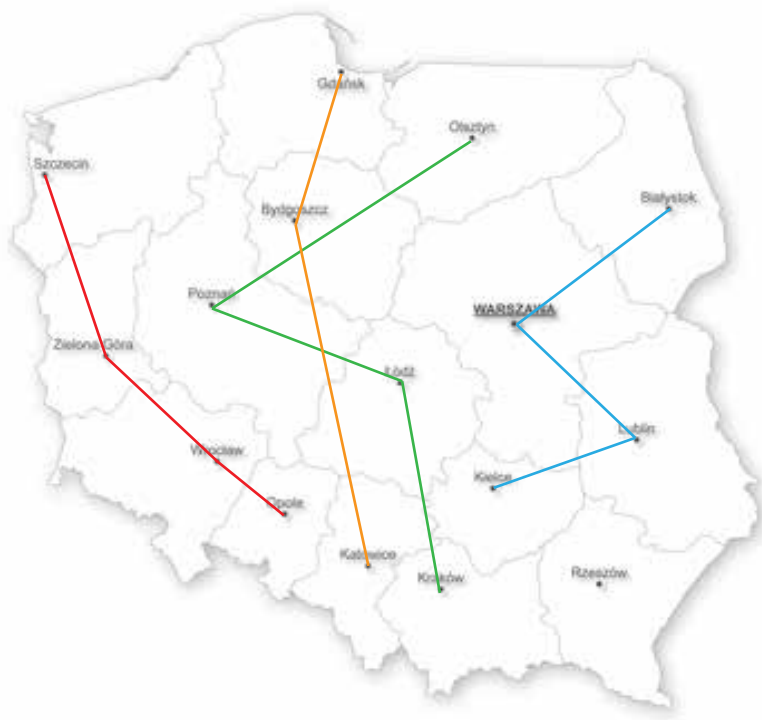 Gdańsk.
Olsztyn.
Szczecin.
Białystok.
Bydgoszcz.
Poznań.
WARSZAWA
Zielona Góra
Łódź.
Lublin.
Wrocław.
Kielce.
Opole.
Katowice
Rzeszów.
Kraków.